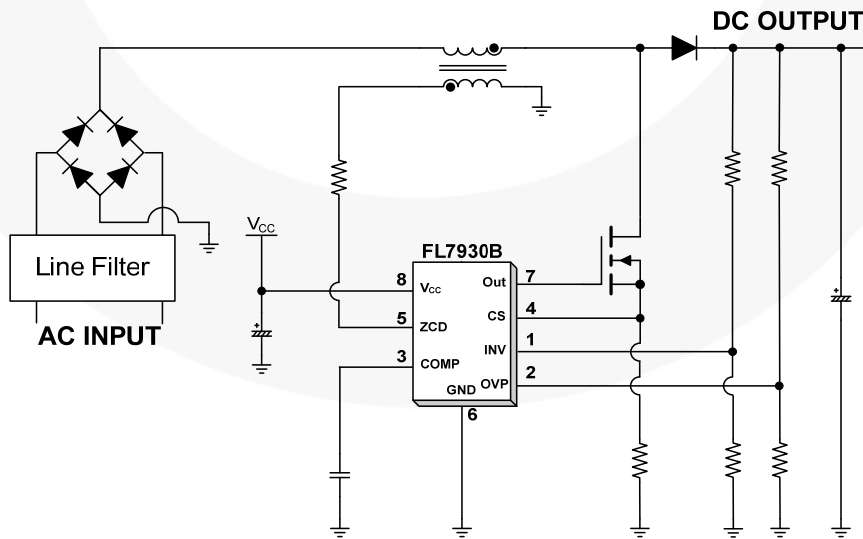 DC OUTPUT
V_CC
FL7930B
Line Filter
AC INPUT
8 V_CC Out 7
CS 4
5 ZCD
INV 1
3 COMP
OVP 2
GND
6